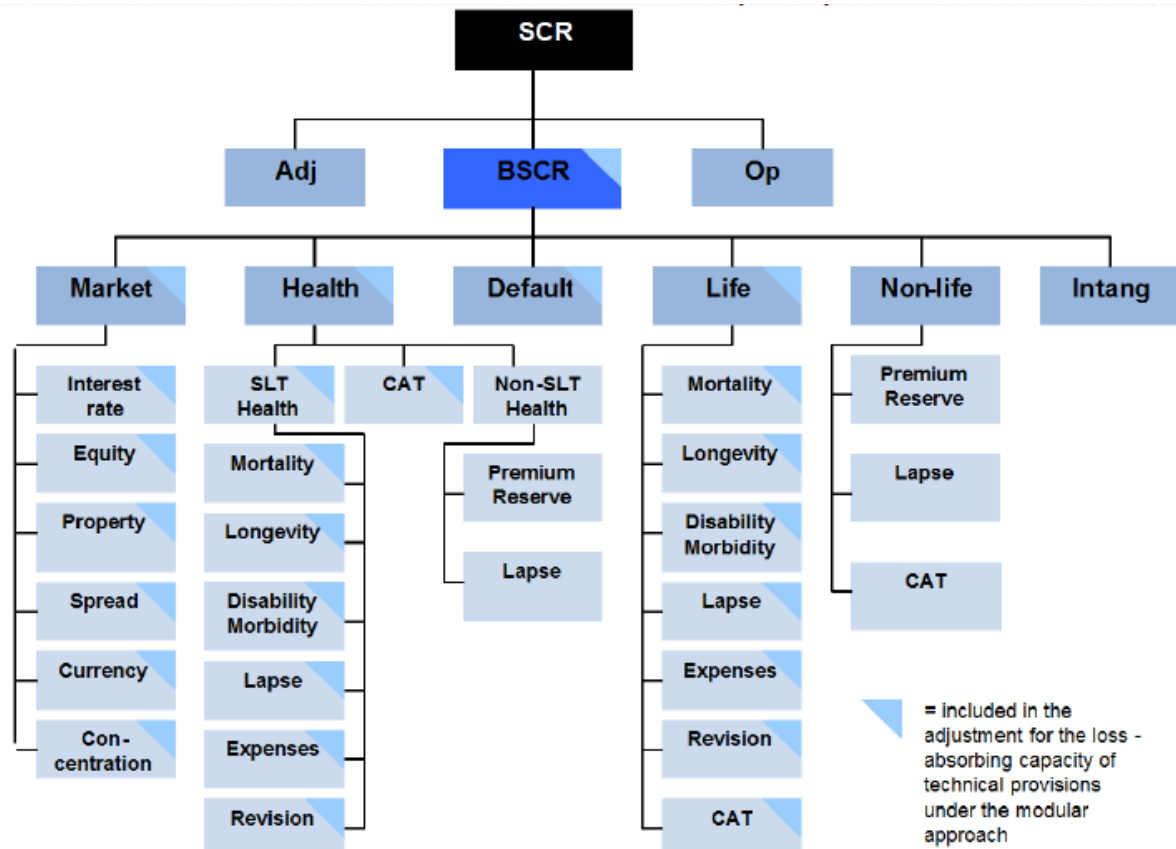 SCR
Adj
BSCR
Op
Market
Health
Default
Life
Non-life
Intang
Interest
rate
Equity
Property
Spread
Currency
Con-
centration
SLT
Health
CAT
Non-SLT
Health
Mortality
Longevity
Disability
Morbidity
Lapse
Expenses
Revision
Premium
Reserve
Lapse
Mortality
Longevity
Disability
Morbidity
Lapse
Expenses
Revision
CAT
Premium
Reserve
Lapse
CAT
= included in the
adjustment for the loss -
absorbing capacity of
technical provisions
under the modular
approach